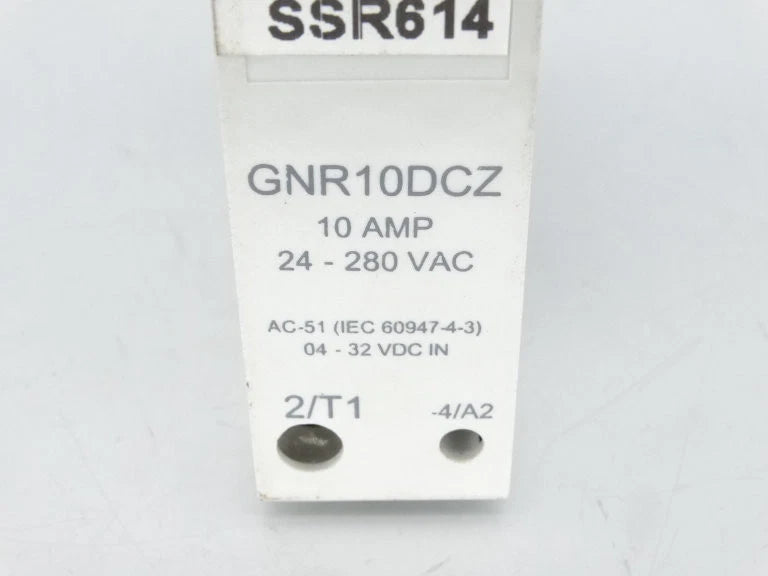 SSR614
GNR10DCZ
10 AMP
24 - 280 VAC
AC-51 (IEC 60947-4-3)
04 - 32 VDC IN
2/T1
-4/A2